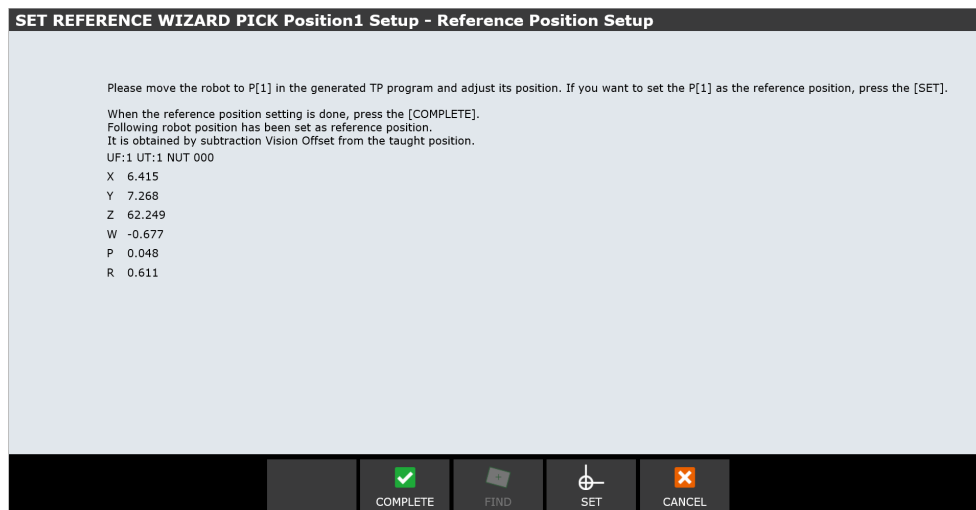 SET REFERENCE WIZARD PICK Position1 Setup - Reference Position Setup
Please move the robot to P[1] in the generated TP program and adjust its position. If you want to set the P[1] as the reference position, press the [SET].
When the reference position setting is done, press the [COMPLETE].
Following robot position has been set as reference position.
It is obtained by subtraction Vision Offset from the taught position.
UF:1 UT:1 NUT 000
X 6.415
Y 7.268
Z 62.249
W -0.677
P 0.048
R 0.611
COMPLETE FIND SET CANCEL